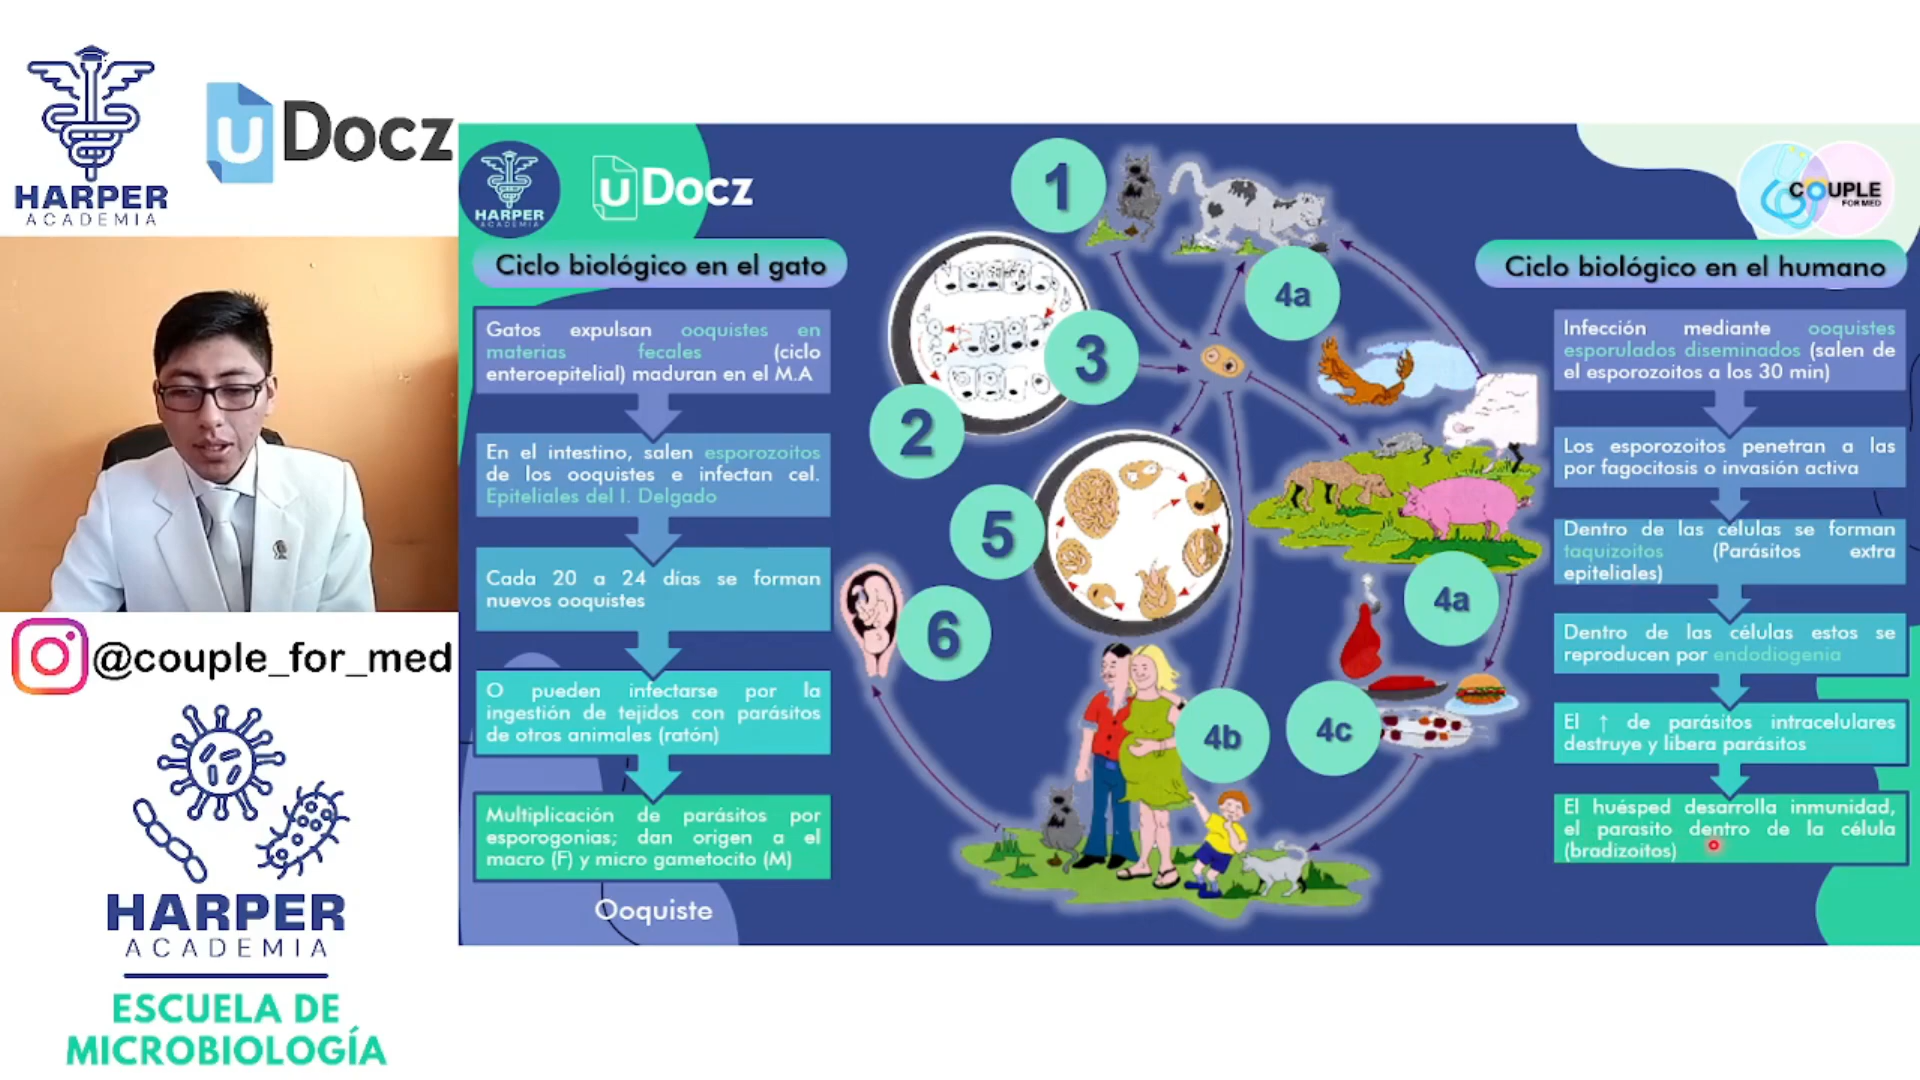 HARPER
ACADEMIA
u Docz
@couple_for_med
HARPER
ACADEMIA
ESCUELA DE
MICROBIOLOGÍA
HARPER
ACADEMIA
u Docz
COUPLE
FOR MED
Ciclo biológico en el gato
Gatos expulsan ooquistes en
materias fecales (ciclo
enteroepitelial) maduran en el M.A
En el intestino, salen esporozoitos
de los ooquistes e infectan cel.
Epiteliales del I. Delgado
Cada 20 a 24 días se forman
nuevos ooquistes
O pueden infectarse por la
ingestión de tejidos con parásitos
de otros animales (ratón)
Multiplicación de parásitos por
esporogonias; dan origen a el
macro (F) y micro gametocito (M)
Ooquiste
1
2
3
4a
5
4a
6
4b
4c
Ciclo biológico en el humano
Infección mediante ooquistes
esporulados diseminados (salen de
el esporozoitos a los 30 min)
Los esporozoitos penetran a las
por fagocitosis o invasión activa
Dentro de las células se forman
taquizoitos (Parásitos extra
epiteliales)
Dentro de las células estos se
reproducen por endodiogenia
El ↑ de parásitos intracelulares
destruye y libera parásitos
El huésped desarrolla inmunidad,
el parasito dentro de la célula
(bradizoitos)